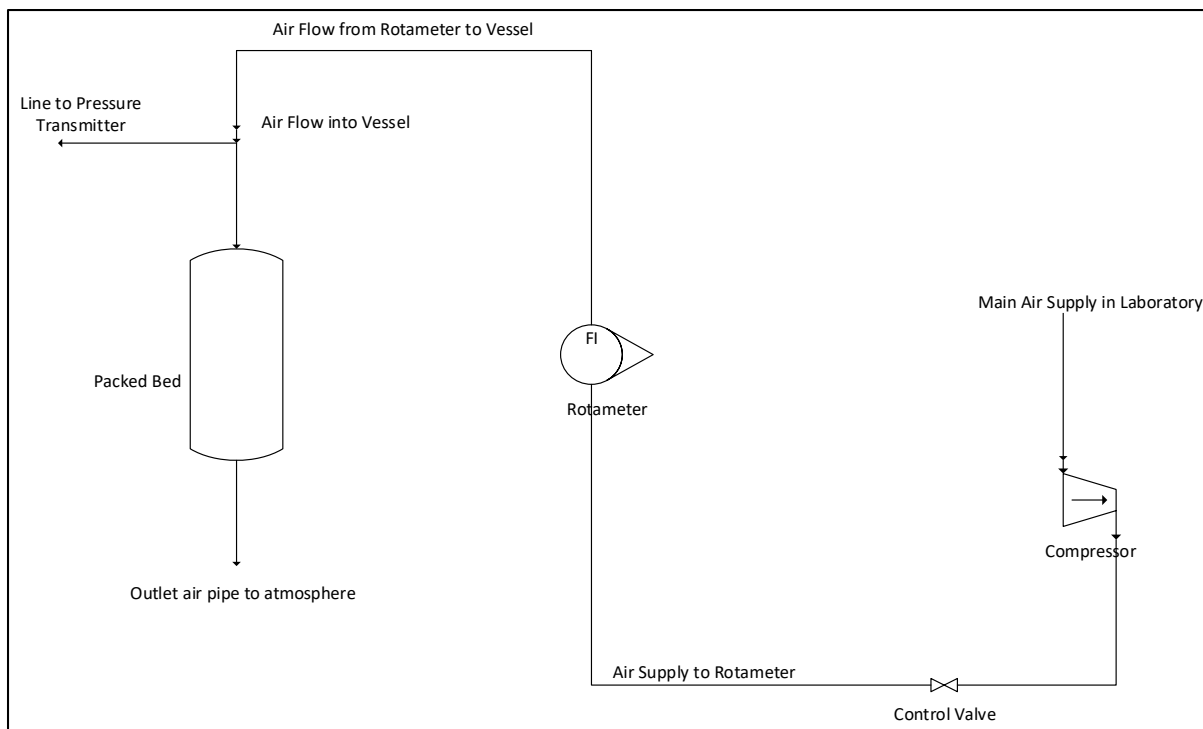 Air Flow from Rotameter to Vessel
Line to Pressure
Transmitter
Air Flow into Vessel
Main Air Supply in Laboratory
FI
Packed Bed
Rotameter
Compressor
Outlet air pipe to atmosphere
Air Supply to Rotameter
Control Valve